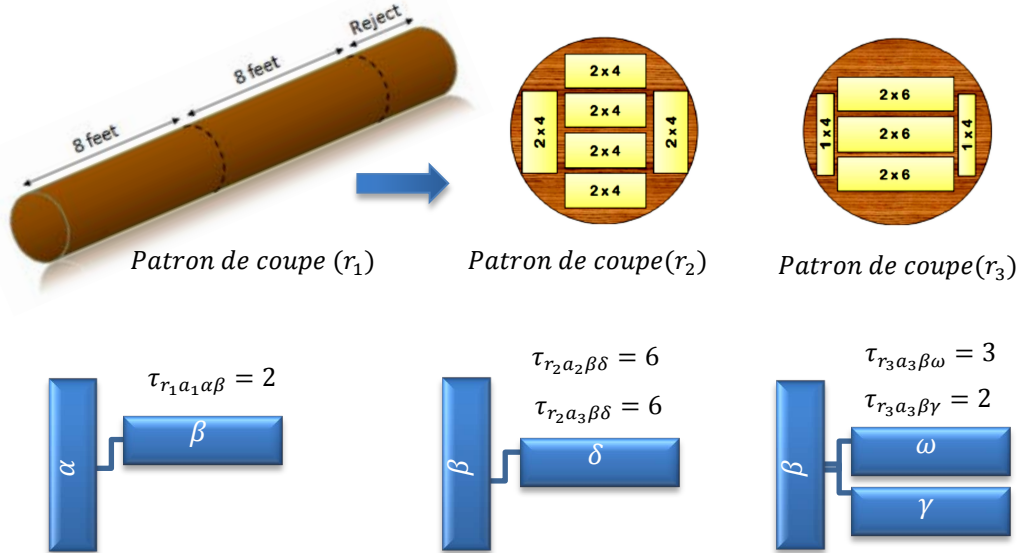 8 feet
8 feet
Reject
2 x 4
2 x 4
2 x 4
2 x 4
2 x 4
2 x 4
2 x 6
2 x 6
2 x 6
1 x 4
1 x 4
Patron de coupe (r₁)
Patron de coupe(r₂)
Patron de coupe(r₃)
τ_{r₁a₁αβ} = 2
α
β
τ_{r₂a₂βδ} = 6
τ_{r₂a₃βδ} = 6
β
δ
τ_{r₃a₃βω} = 3
τ_{r₃a₃βγ} = 2
β
ω
γ